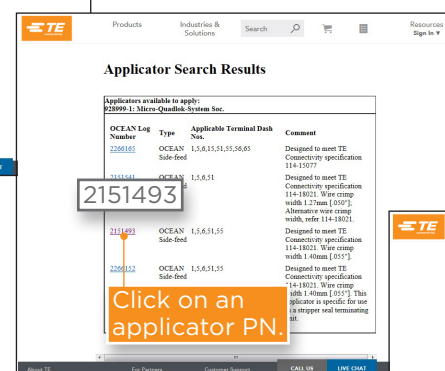 TE
Products
Industries &
Solutions
Search
Resources
Sign In
Applicator Search Results
Applicators available to apply:
928999-1: Micro-Quadlok-System Soc.
OCEAN Log
Number
Type
Applicable Terminal Dash
Nos.
Comment
2266165
OCEAN
Side-feed
1,5,6,15,51,55,56,65
Designed to meet TE
Connectivity specification
114-15077
2151541
1,5,6,51
Designed to meet TE
Connectivity specification
114-18021. Wire crimp
width 1.27mm [.050"].
Alternative wire crimp
width, refer 114-18021.
2151493
2151493
OCEAN
Side-feed
1,5,6,51,55
Designed to meet TE
Connectivity specification
114-18021. Wire crimp
width 1.40mm [.055"].
2266152
OCEAN
Side-feed
1,5,6,51,55
Designed to meet TE
Connectivity specification
114-18021. Wire crimp
width 1.40mm [.055"]. This
applicator is specific for use
a stripper seal terminating
Click on an
applicator PN.
About TE
For Partners
Customer Support
CALL US
LIVE CHAT
TE